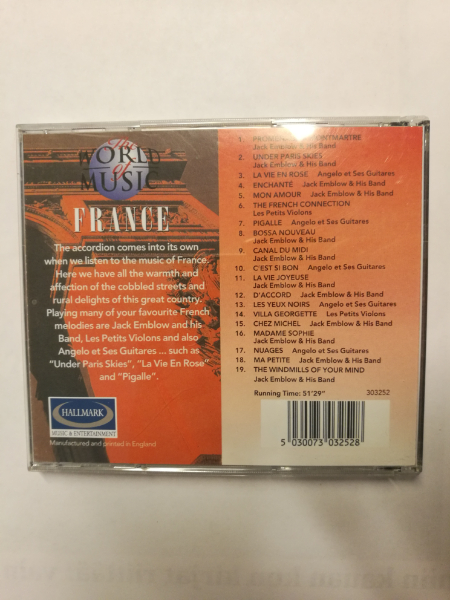 The
WORLD
of
MUSIC
FRANCE
The accordion comes into its own
when we listen to the music of France.
Here we have all the warmth and
affection of the cobbled streets and
rural delights of this great country.
Playing many of your favourite French
melodies are Jack Emblow and his
Band, Les Petits Violons and also
Angelo et Ses Guitares ... such as
"Under Paris Skies", "La Vie En Rose"
and "Pigalle".
HALLMARK
MUSIC & ENTERTAINMENT
Manufactured and printed in England
1.
Jack Emblow & His Band
2. UNDER PARIS SKIES
Jack Emblow & His Band
3. LA VIE EN ROSE Angelo et Ses Guitares
4. ENCHANTÉ Jack Emblow & His Band
5. MON AMOUR Jack Emblow & His Band
6. THE FRENCH CONNECTION
Les Petits Violons
7. PIGALLE Angelo et Ses Guitares
8. BOSSA NOUVEAU
Jack Emblow & His Band
9. CANAL DU MIDI
Jack Emblow & His Band
10. C'EST SI BON Angelo et Ses Guitares
11. LA VIE JOYEUSE
Jack Emblow & His Band
12. D'ACCORD Jack Emblow & His Band
13. LES YEUX NOIRS Angelo et Ses Guitares
14. VILLA GEORGETTE Les Petits Violons
15. CHEZ MICHEL Jack Emblow & His Band
16. MADAME SOPHIE
Jack Emblow & His Band
17. NUAGES Angelo et Ses Guitares
18. MA PETITE Jack Emblow & His Band
19. THE WINDMILLS OF YOUR MIND
Jack Emblow & His Band
Running Time: 51'29" 303252
5 030073 032528